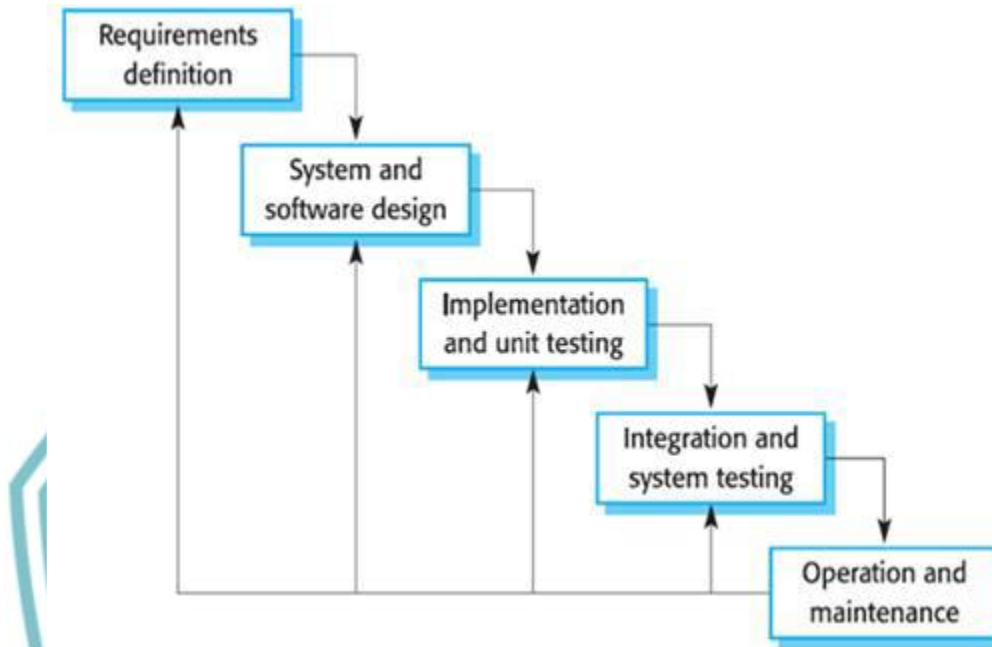 Requirements
definition
System and
software design
Implementation
and unit testing
Integration and
system testing
Operation and
maintenance